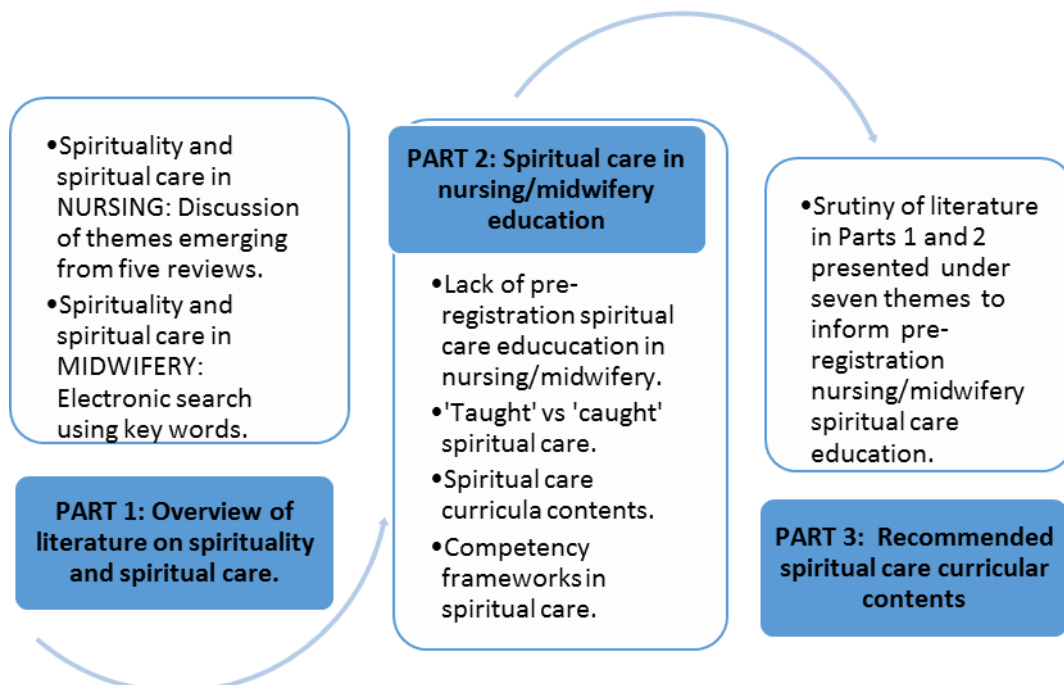 •Spirituality and
spiritual care in
NURSING: Discussion
of themes emerging
from five reviews.
•Spirituality and
spiritual care in
MIDWIFERY:
Electronic search
using key words.
PART 1: Overview of
literature on spirituality
and spiritual care.
PART 2: Spiritual care in
nursing/midwifery
education
•Lack of pre-
registration spiritual
care educucation in
nursing/midwifery.
•'Taught' vs 'caught'
spiritual care.
•Spiritual care
curricula contents.
•Competency
frameworks in
spiritual care.
•Srutiny of literature
in Parts 1 and 2
presented under
seven themes to
inform pre-
registration
nursing/midwifery
spiritual care
education.
PART 3: Recommended
spiritual care curricular
contents